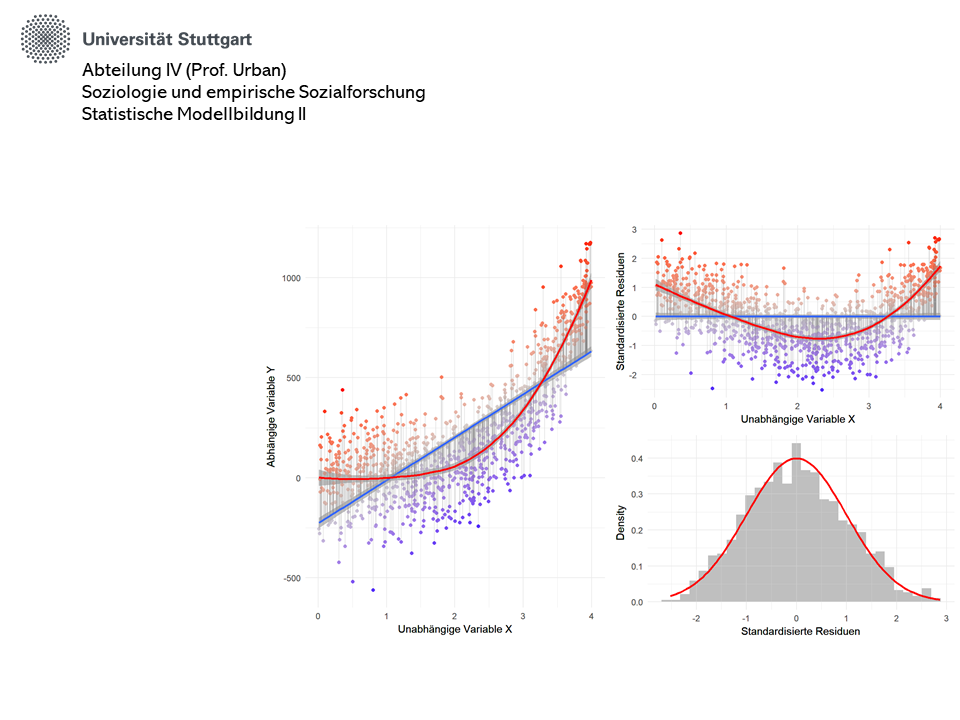 Universität Stuttgart
Abteilung IV (Prof. Urban)
Soziologie und empirische Sozialforschung
Statistische Modellbildung II
Abhängige Variable Y
1000
500
0
-500
0 1 2 3 4
Unabhängige Variable X
Standardisierte Residuen
3
2
1
0
-1
-2
0 1 2 3 4
Unabhängige Variable X
Density
0.4
0.3
0.2
0.1
0.0
-2 -1 0 1 2 3
Standardisierte Residuen